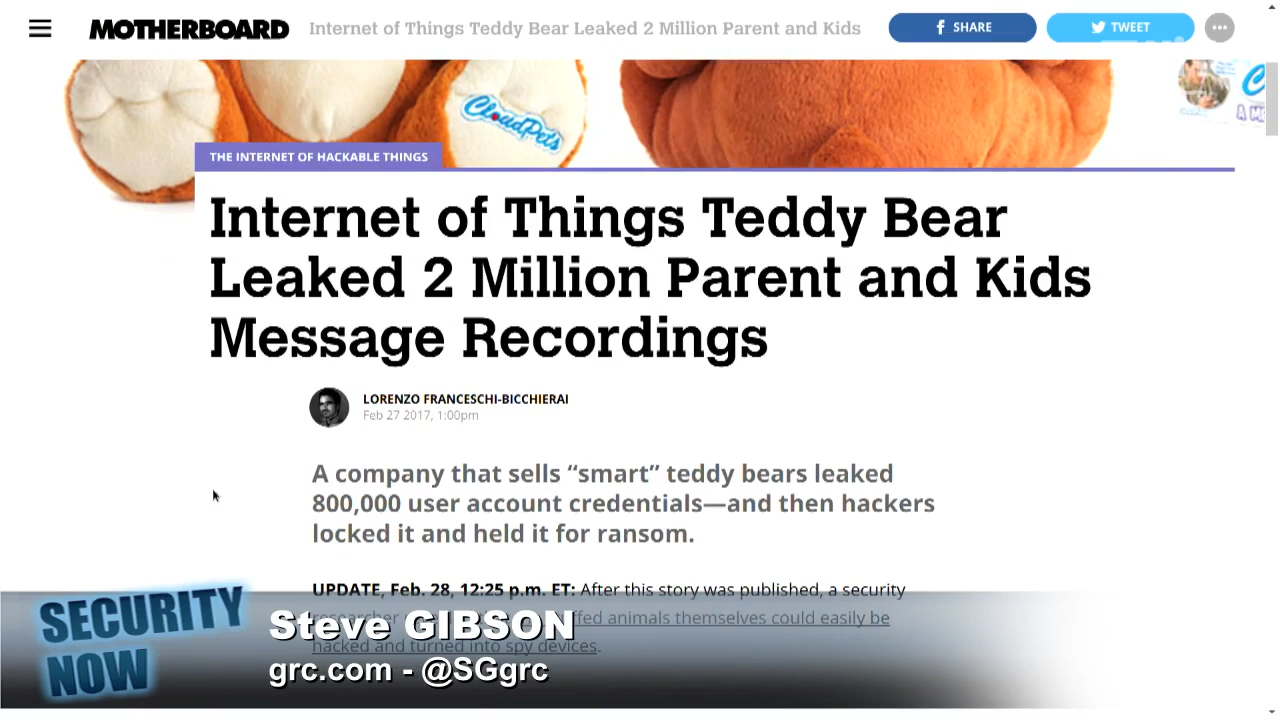 MOTHERBOARD
Internet of Things Teddy Bear Leaked 2 Million Parent and Kids
SHARE
TWEET
CloudPets
THE INTERNET OF HACKABLE THINGS
Internet of Things Teddy Bear
Leaked 2 Million Parent and Kids
Message Recordings
LORENZO FRANCESCHI-BICCHIERAI
Feb 27 2017, 1:00pm
A company that sells “smart” teddy bears leaked
800,000 user account credentials—and then hackers
locked it and held it for ransom.
UPDATE, Feb. 28, 12:25 p.m. ET: After this story was published, a security
animals themselves could easily be
hacked and turned into spy devices.
SECURITY
NOW
Steve GIBSON
grc.com - @SGgrc